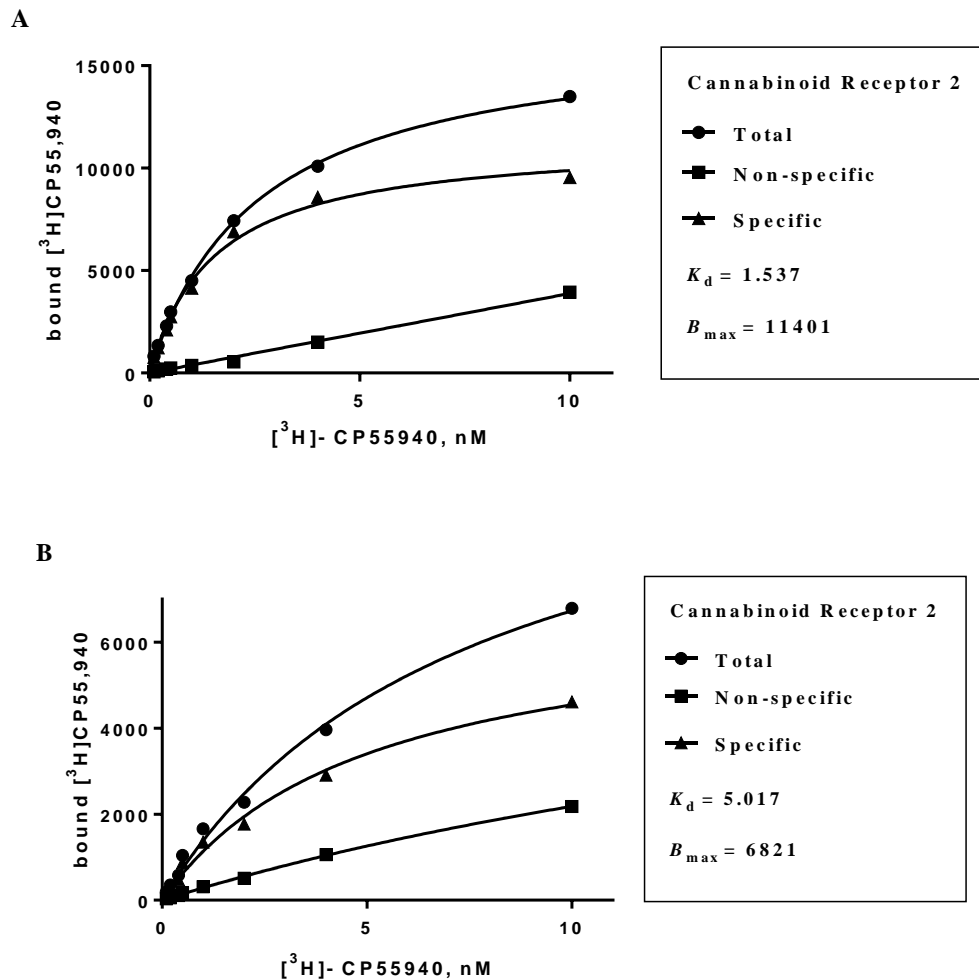 A
bound [³H]CP55,940
15000
10000
5000
0
0 5 10
[³H]- CP55940, nM
Cannabinoid Receptor 2
Total
Non-specific
Specific
Kd = 1.537
Bmax = 11401
B
bound [³H]CP55,940
6000
4000
2000
0
0 5 10
[³H]- CP55940, nM
Cannabinoid Receptor 2
Total
Non-specific
Specific
Kd = 5.017
Bmax = 6821